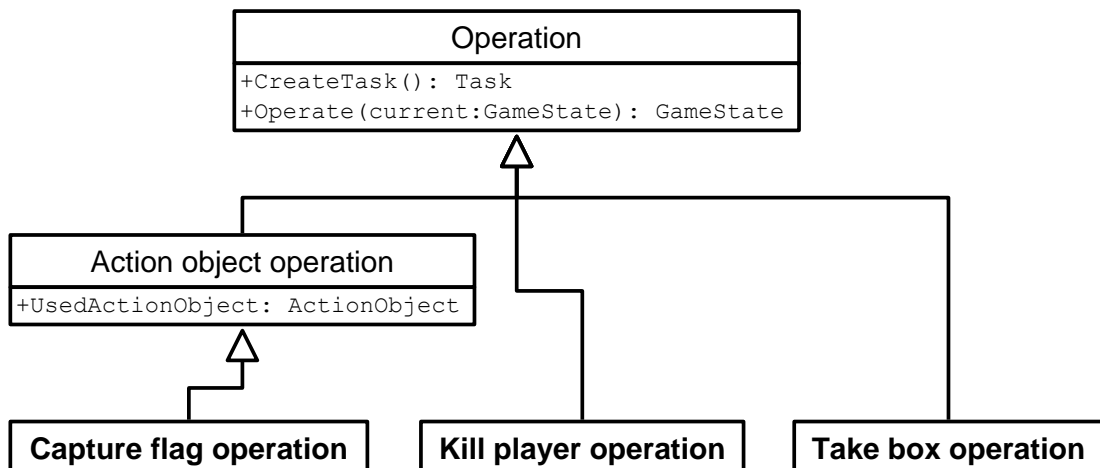 Operation
+CreateTask(): Task
+Operate(current:GameState): GameState
Action object operation
+UsedActionObject: ActionObject
Capture flag operation
Kill player operation
Take box operation